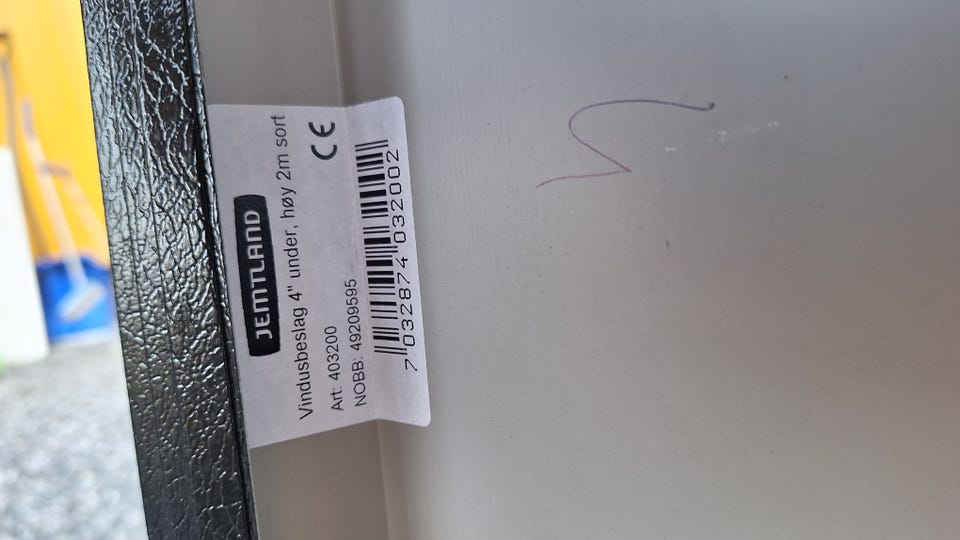 JEMTLAND
Vindusbeslag 4" under, høy 2m sort
Art: 403200
NOBB: 49209595
CE
7 032874 032002